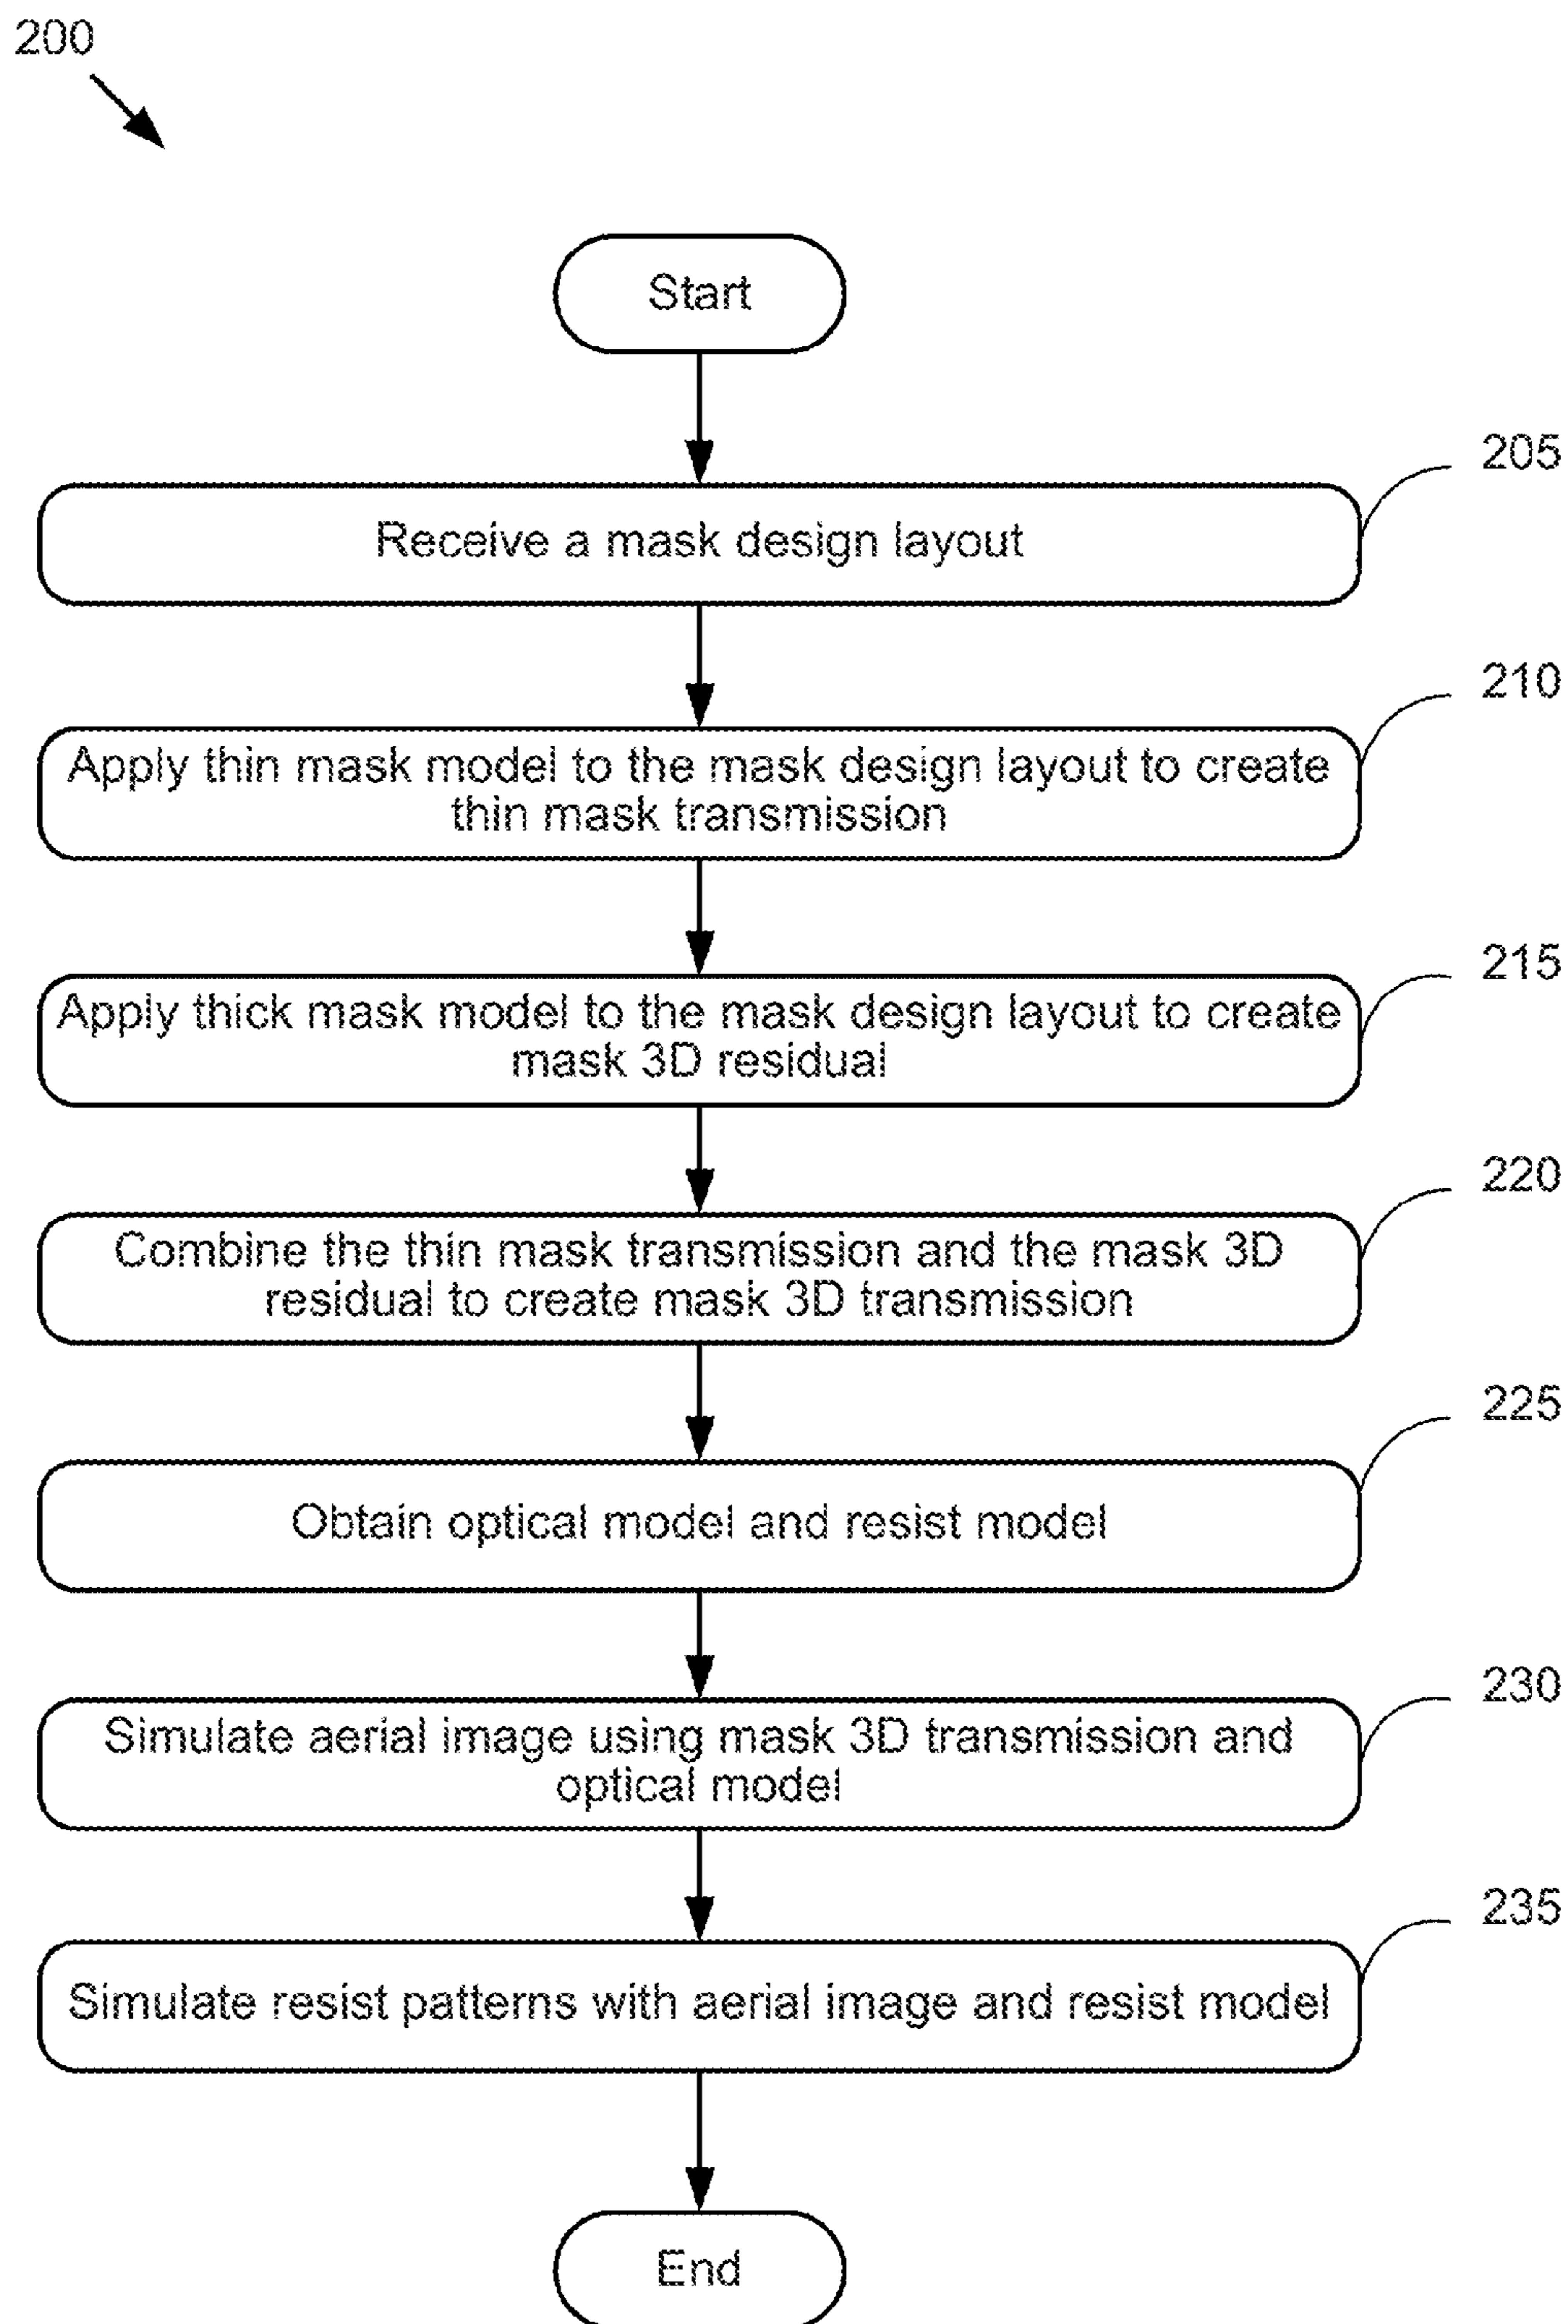 200
Start
205
Receive a mask design layout
210
Apply thin mask model to the mask design layout to create
thin mask transmission
215
Apply thick mask model to the mask design layout to create
mask 3D residual
220
Combine the thin mask transmission and the mask 3D
residual to create mask 3D transmission
225
Obtain optical model and resist model
230
Simulate aerial image using mask 3D transmission and
optical model
235
Simulate resist patterns with aerial image and resist model
End